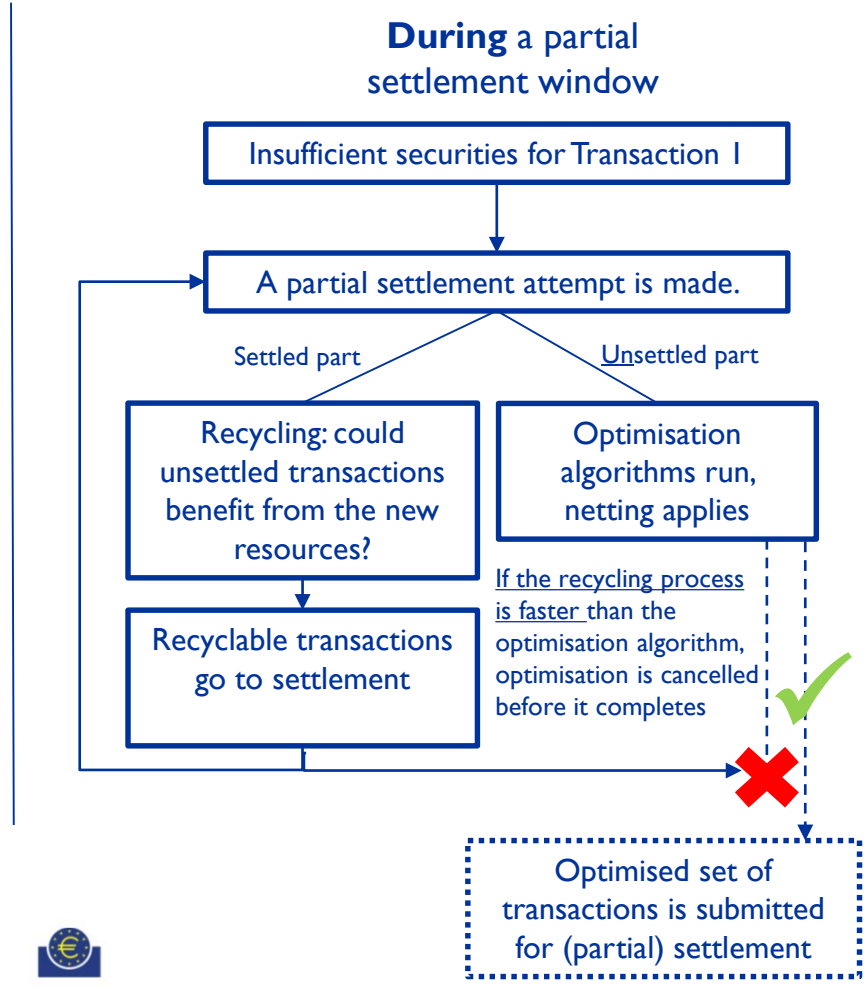 During a partial
settlement window
Insufficient securities for Transaction 1
A partial settlement attempt is made.
Settled part
Unsettled part
Recycling: could
unsettled transactions
benefit from the new
resources?
Optimisation
algorithms run,
netting applies
Recyclable transactions
go to settlement
If the recycling process
is faster than the
optimisation algorithm,
optimisation is cancelled
before it completes
Optimised set of
transactions is submitted
for (partial) settlement